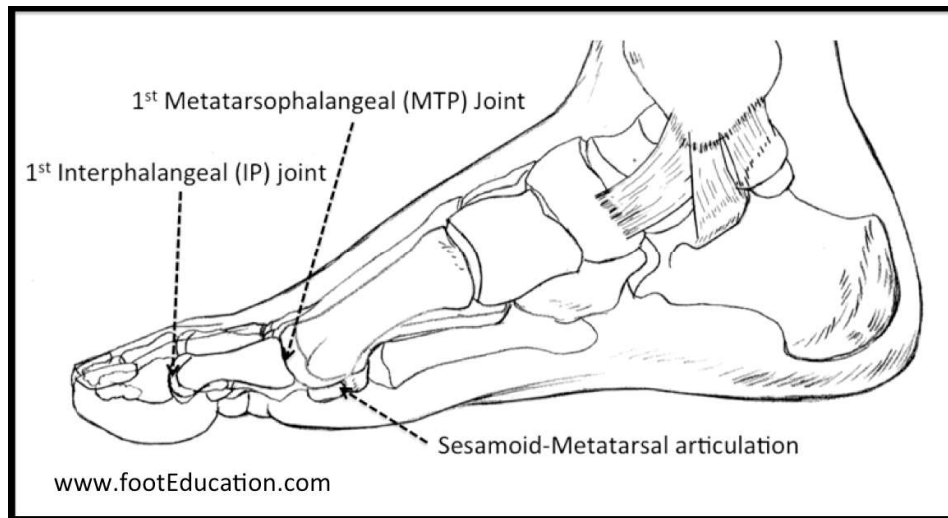 1st Metatarsophalangeal (MTP) Joint
1st Interphalangeal (IP) joint
Sesamoid-Metatarsal articulation
www.footEducation.com